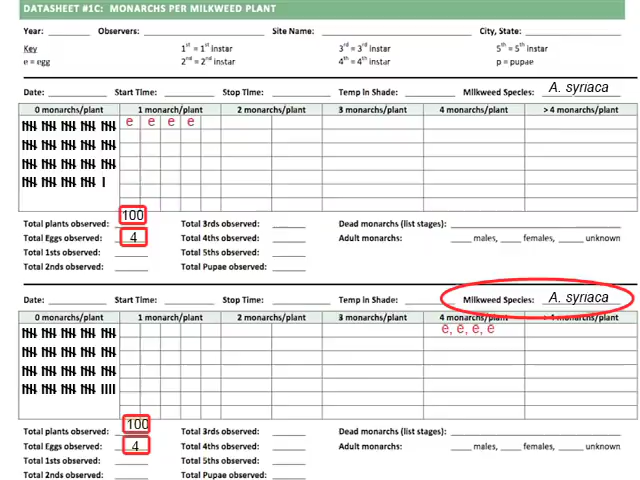 DATASHEET #1C: MONARCHS PER MILKWEED PLANT
Year: Observers: Site Name: City, State:
Key 1st = 1st instar 3rd = 3rd instar 5th = 5th instar
e = egg 2nd = 2nd instar 4th = 4th instar p = pupae
Date: Start Time: Stop Time: Temp in Shade: Milkweed Species: A. syriaca
0 monarchs/plant 1 monarch/plant 2 monarchs/plant 3 monarchs/plant 4 monarchs/plant > 4 monarchs/plant
e e e e
Total plants observed: 100 Total 3rds observed: Dead monarchs (list stages):
Total Eggs observed: 4 Total 4ths observed: Adult monarchs: males, females, unknown
Total 1sts observed: Total 5ths observed:
Total 2nds observed: Total Pupae observed:
Date: Start Time: Stop Time: Temp in Shade: Milkweed Species: A. syriaca
0 monarchs/plant 1 monarch/plant 2 monarchs/plant 3 monarchs/plant 4 monarchs/plant > 4 monarchs/plant
e, e, e, e
Total plants observed: 100 Total 3rds observed: Dead monarchs (list stages):
Total Eggs observed: 4 Total 4ths observed: Adult monarchs: males, females, unknown
Total 1sts observed: Total 5ths observed:
Total 2nds observed: Total Pupae observed: